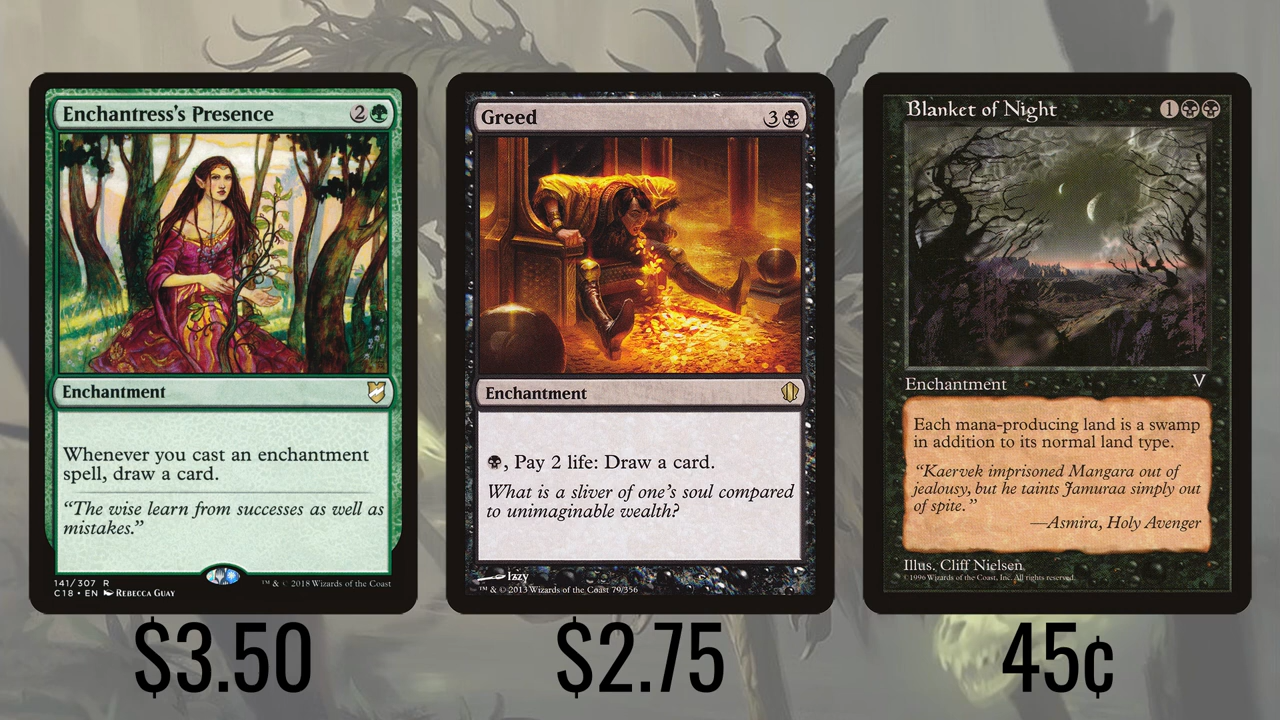 Enchantress's Presence 2
Enchantment
Whenever you cast an enchantment
spell, draw a card.
“The wise learn from successes as well as
mistakes.”
141/307 R
C18 • EN Rebecca Guay
™ & © 2018 Wizards of the Coast
$3.50
Greed 3
Enchantment
, Pay 2 life: Draw a card.
What is a sliver of one's soul compared
to unimaginable wealth?
Izzy
™ & © 2013 Wizards of the Coast 79/356
$2.75
Blanket of Night 1
Enchantment
V
Each mana-producing land is a swamp
in addition to its normal land type.
“Kaervek imprisoned Mangara out of
jealousy, but he taints Jamuraa simply out
of spite.”
—Asmira, Holy Avenger
Illus. Cliff Nielsen
© 1996 Wizards of the Coast, Inc. All rights reserved.
45¢